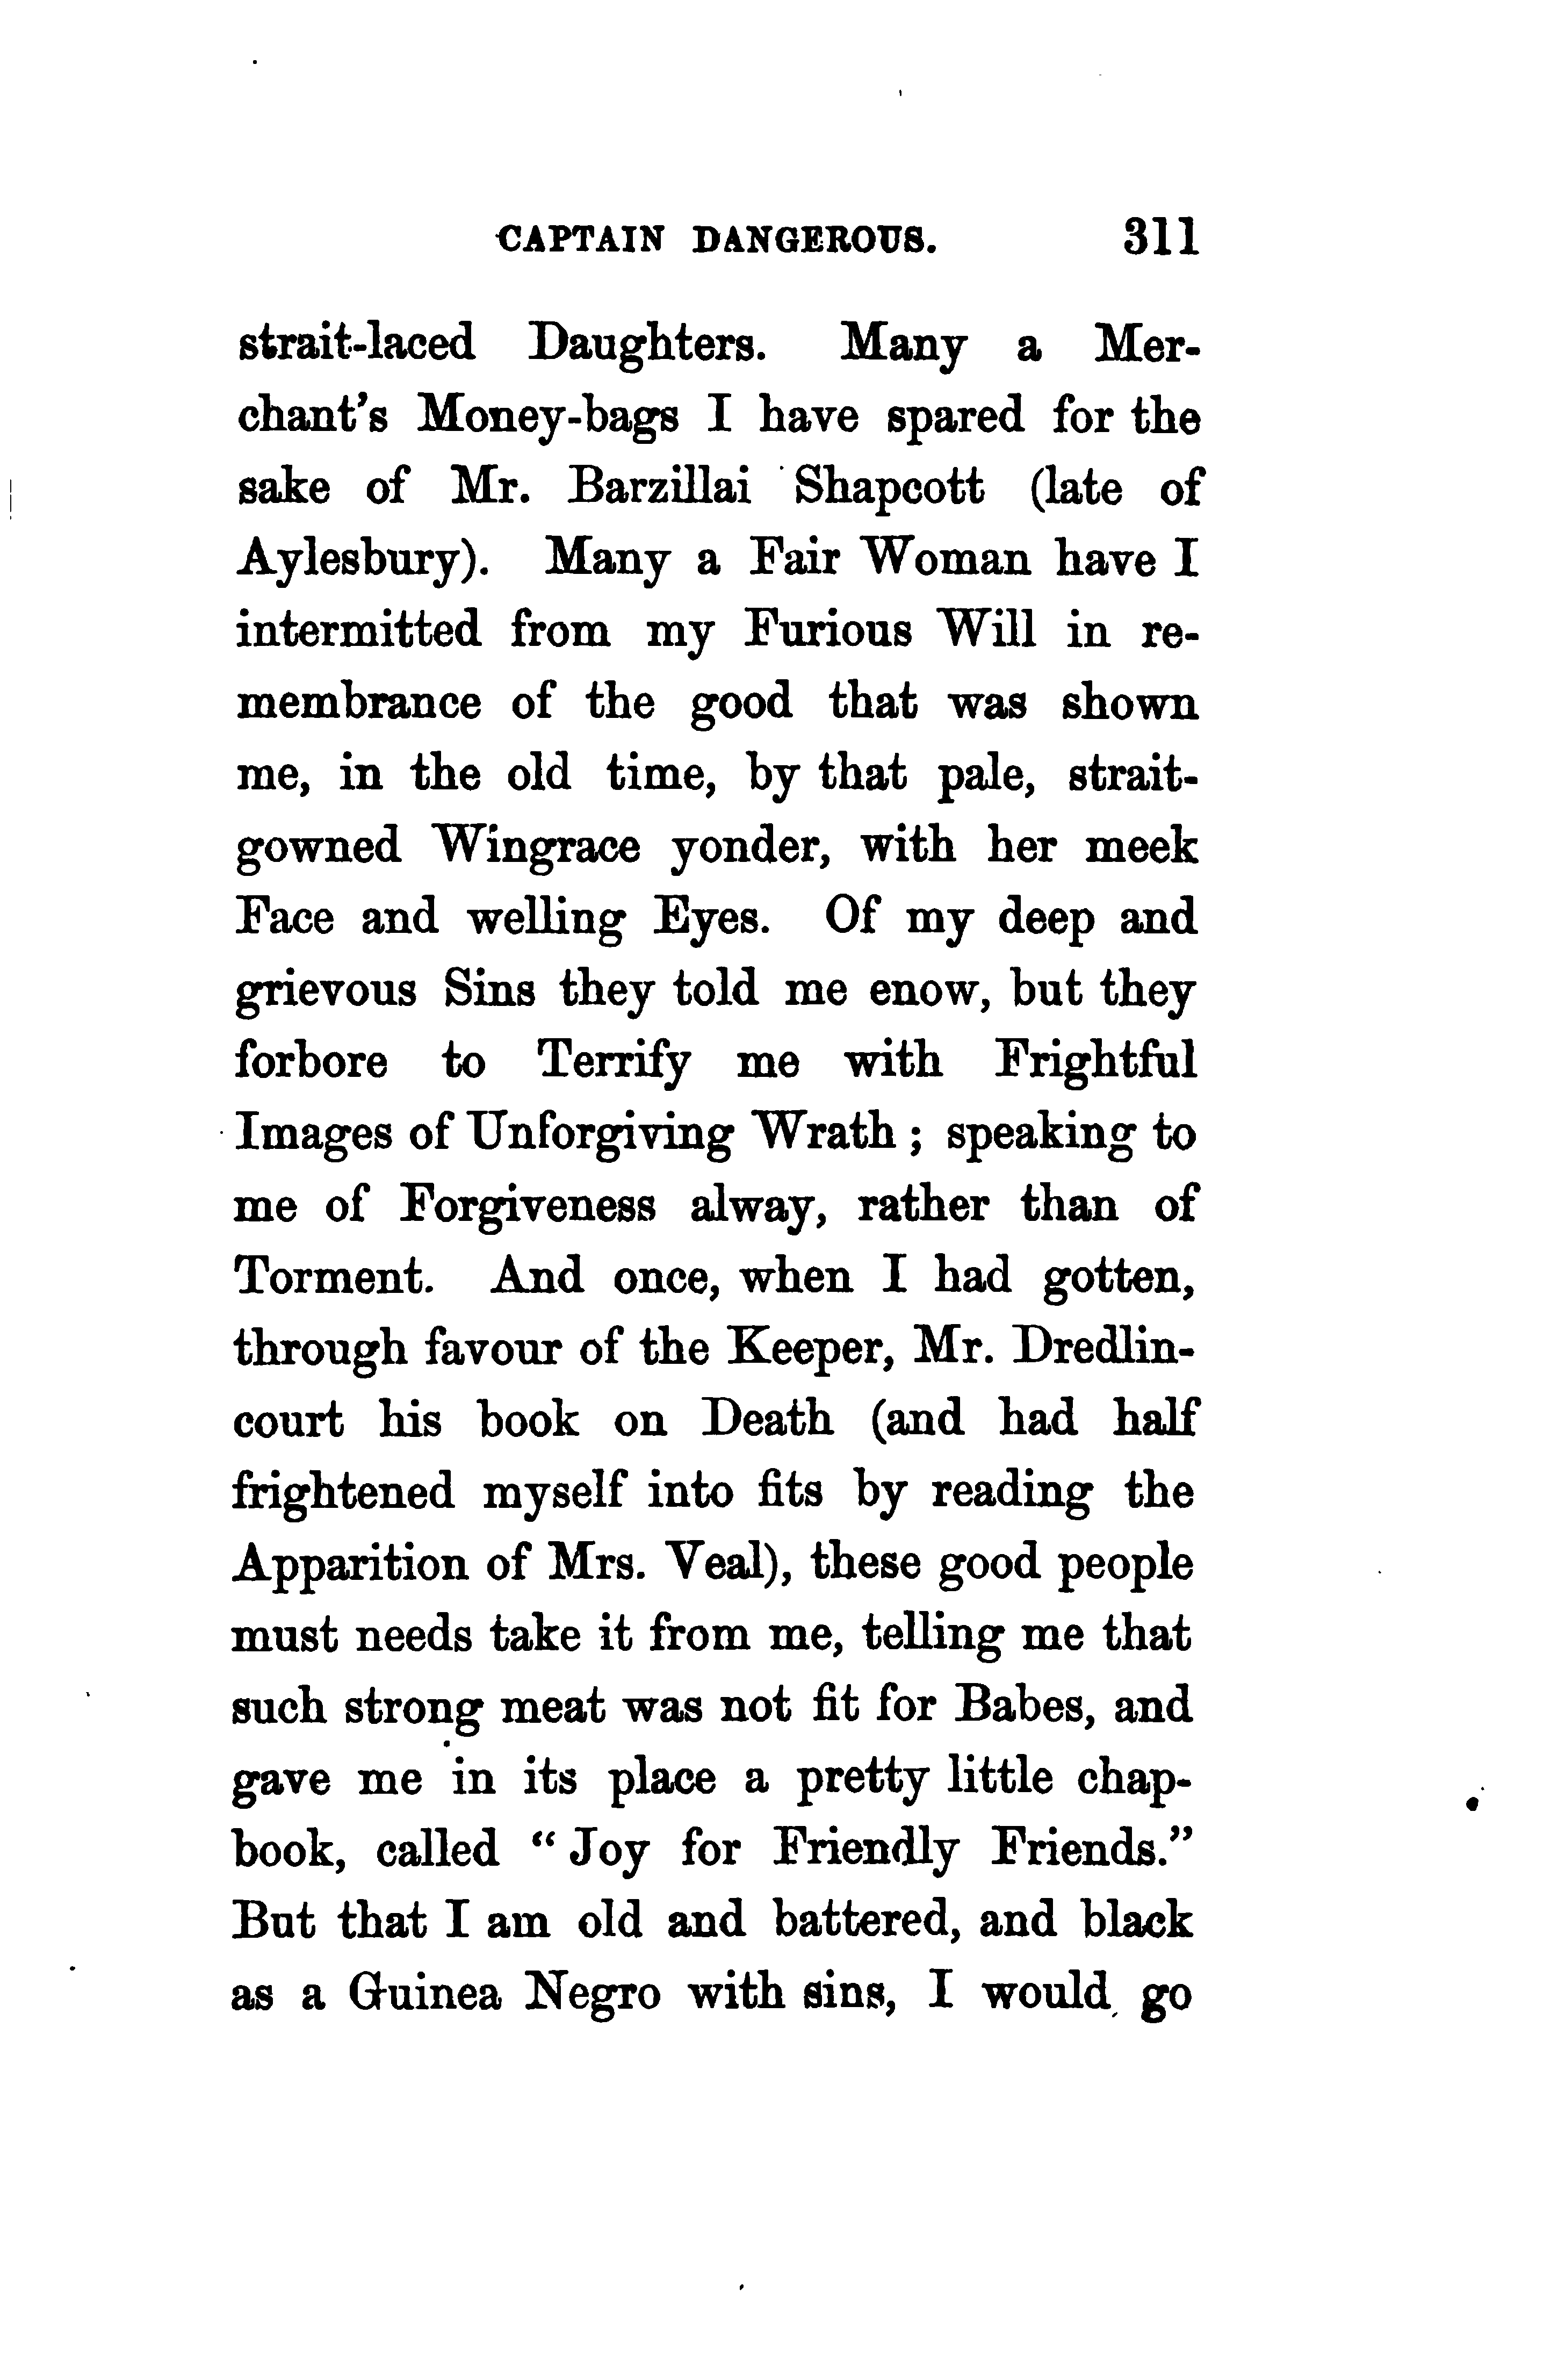 CAPTAIN DANGEROUS. 311
strait-laced Daughters. Many a Mer-
chant's Money-bags I have spared for the
sake of Mr. Barzillai Shapcott (late of
Aylesbury). Many a Fair Woman have I
intermitted from my Furious Will in re-
membrance of the good that was shown
me, in the old time, by that pale, strait-
gowned Wingrace yonder, with her meek
Face and welling Eyes. Of my deep and
grievous Sins they told me enow, but they
forbore to Terrify me with Frightful
Images of Unforgiving Wrath; speaking to
me of Forgiveness alway, rather than of
Torment. And once, when I had gotten,
through favour of the Keeper, Mr. Dredlin-
court his book on Death (and had half
frightened myself into fits by reading the
Apparition of Mrs. Veal), these good people
must needs take it from me, telling me that
such strong meat was not fit for Babes, and
gave me in its place a pretty little chap-
book, called "Joy for Friendly Friends."
But that I am old and battered, and black
as a Guinea Negro with sins, I would go